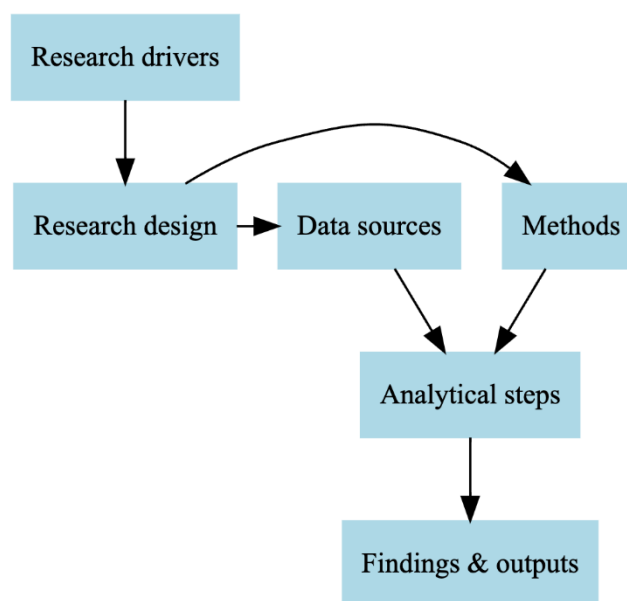 Research drivers
Research design
Data sources
Methods
Analytical steps
Findings & outputs